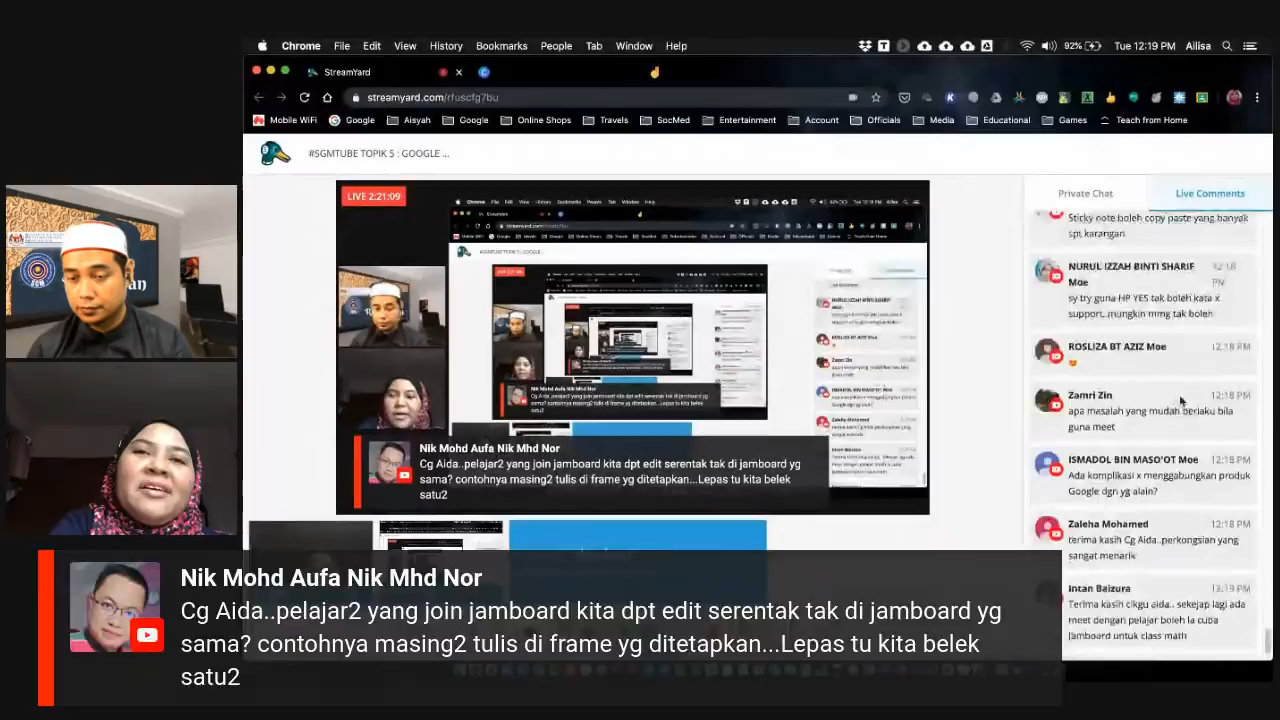 Chrome File Edit View History Bookmarks People Tab Window Help
92% Tue 12:19 PM Ailisa
StreamYard
streamyard.com/rfuscfg7bu
Mobile WiFi Google Aisyah Google Online Shops Travels SocMed Entertainment Account Officials Media Educational Games Teach from Home
#SGMTUBE TOPIK 5 : GOOGLE ...
LIVE 2:21:09
Nik Mohd Aufa Nik Mhd Nor
Cg Aida..pelajar2 yang join jamboard kita dpt edit serentak tak di jamboard yg
sama? contohnya masing2 tulis di frame yg ditetapkan...Lepas tu kita belek
satu2
Private Chat Live Comments
Sticky note boleh copy paste yang banyak
spt karangan
NURUL IZZAH BINTI SHARIF
Moe
PM
sy try guna HP YES tak boleh kata x
support..mungkin mmg tak boleh
ROSLIZA BT AZIZ Moe 12:18 PM
Zamri Zin 12:18 PM
apa masalah yang mudah berlaku bila
guna meet
ISMADOL BIN MASO'OT Moe 12:18 PM
Ada komplikasi x menggabungkan produk
Google dgn yg alain?
Zaleha Mohamed 12:18 PM
terima kasih Cg Aida..perkongsian yang
sangat menarik
Intan Baizura 12:19 PM
Terima kasih cikgu aida.. sekejap lagi ada
meet dengan pelajar boleh la cuba
jamboard untuk class math
Nik Mohd Aufa Nik Mhd Nor
Cg Aida..pelajar2 yang join jamboard kita dpt edit serentak tak di jamboard yg
sama? contohnya masing2 tulis di frame yg ditetapkan...Lepas tu kita belek
satu2